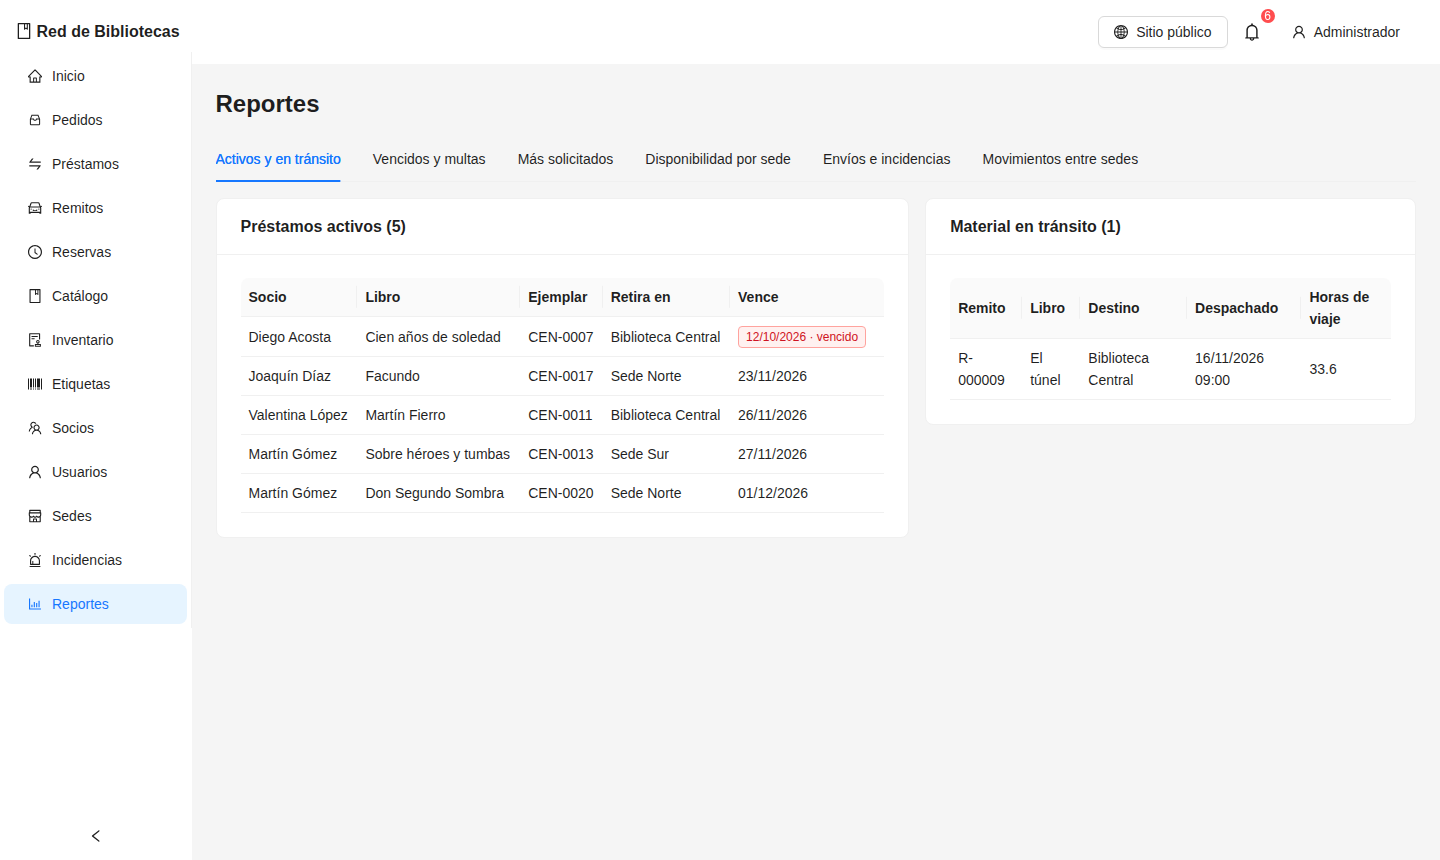 Red de Bibliotecas
Sitio público
6
Administrador
Inicio
Pedidos
Préstamos
Remitos
Reservas
Catálogo
Inventario
Etiquetas
Socios
Usuarios
Sedes
Incidencias
Reportes
Reportes
Activos y en tránsito Vencidos y multas Más solicitados Disponibilidad por sede Envíos e incidencias Movimientos entre sedes
Préstamos activos (5)
Socio Libro Ejemplar Retira en Vence
Diego Acosta Cien años de soledad CEN-0007 Biblioteca Central 12/10/2026 · vencido
Joaquín Díaz Facundo CEN-0017 Sede Norte 23/11/2026
Valentina López Martín Fierro CEN-0011 Biblioteca Central 26/11/2026
Martín Gómez Sobre héroes y tumbas CEN-0013 Sede Sur 27/11/2026
Martín Gómez Don Segundo Sombra CEN-0020 Sede Norte 01/12/2026
Material en tránsito (1)
Remito Libro Destino Despachado Horas de
viaje
R- El Biblioteca 16/11/2026 33.6
000009 túnel Central 09:00